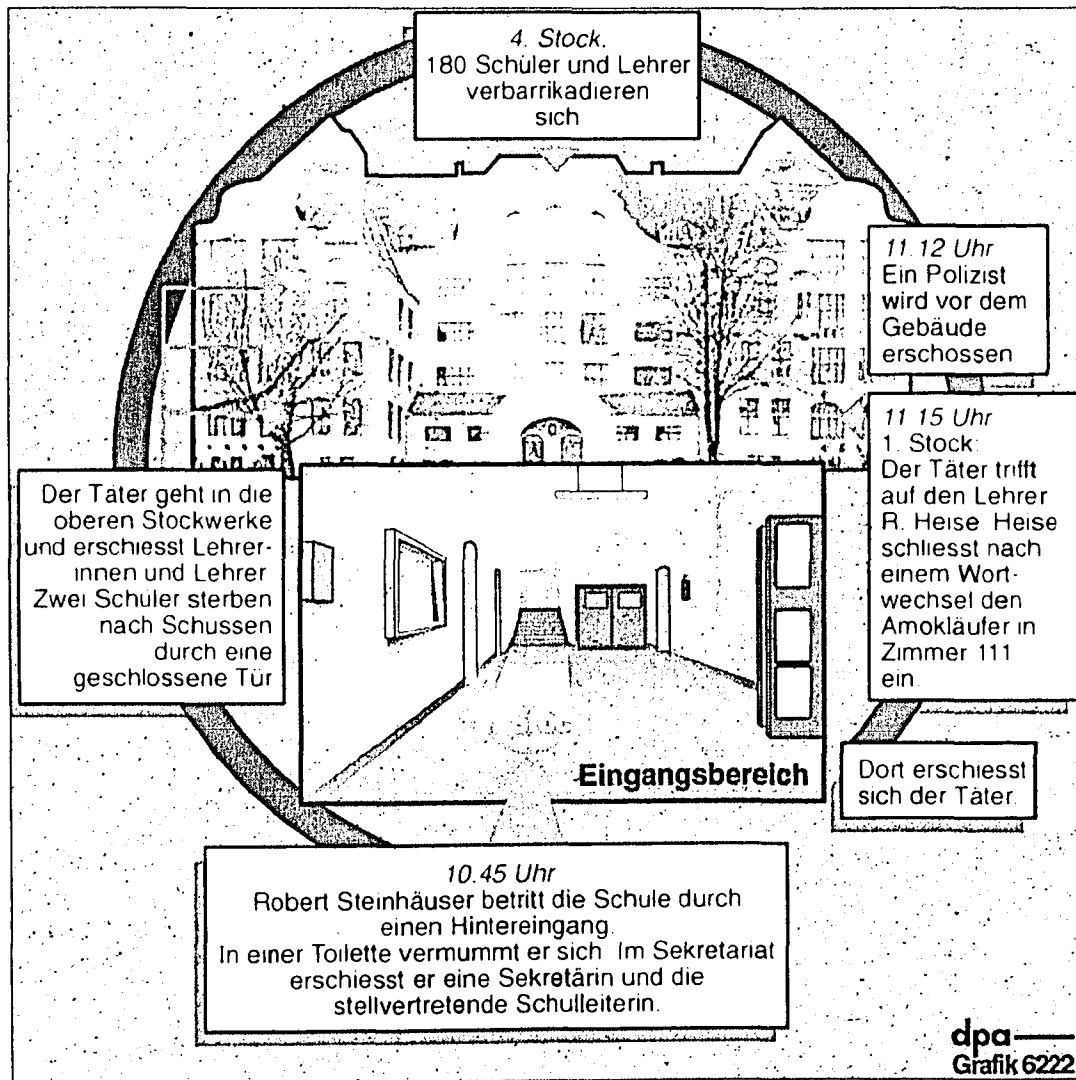 4. Stock.
180 Schüler und Lehrer
verbarrikadieren
sich
11.12 Uhr
Ein Polizist
wird vor dem
Gebäude
erschossen
11 15 Uhr
1. Stock
Der Täter trifft
auf den Lehrer
R. Heise. Heise
schliesst nach
einem Wort-
wechsel den
Amokläufer in
Zimmer 111
ein.
Der Täter geht in die
oberen Stockwerke
und erschiesst Lehrer-
innen und Lehrer
Zwei Schüler sterben
nach Schussen
durch eine
geschlossene Tür
Eingangsbereich
Dort erschiesst
sich der Täter.
10.45 Uhr
Robert Steinhäuser betritt die Schule durch
einen Hintereingang.
In einer Toilette vermummt er sich. Im Sekretariat
erschiesst er eine Sekretärin und die
stellvertretende Schulleiterin.
dpa
Grafik 6222